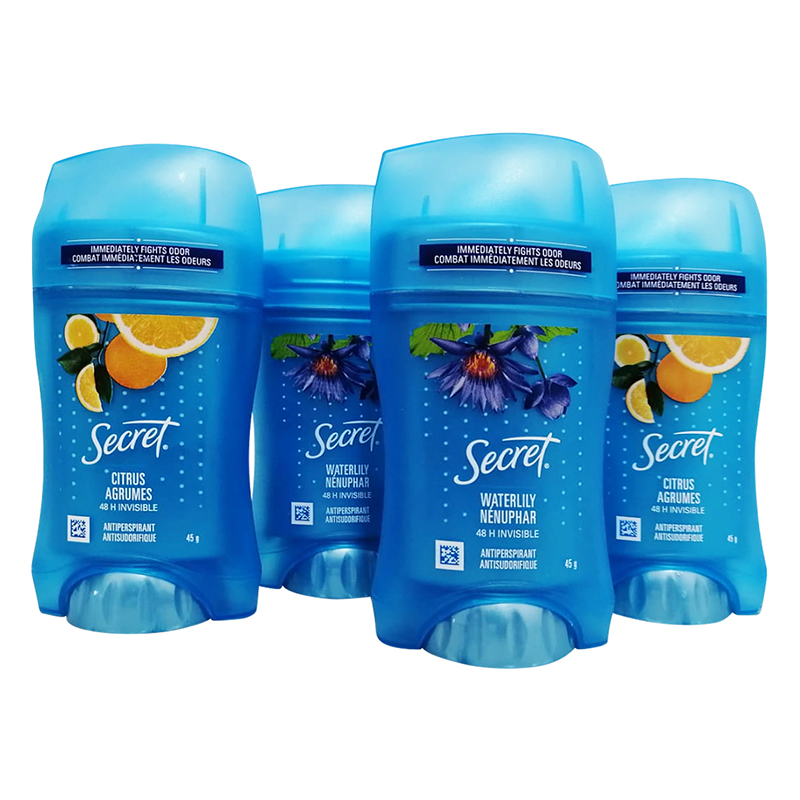 IMMEDIATELY FIGHTS ODOR
COMBAT IMMÉDIATEMENT LES ODEURS
Secret
CITRUS
AGRUMES
48 H INVISIBLE
ANTIPERSPIRANT
ANTISUDORIFIQUE
45 g
Secret
WATERLILY
NÉNUPHAR
48 H INVISIBLE
ANTIPERSPIRANT
ANTISUDORIFIQUE
IMMEDIATELY FIGHTS ODOR
COMBAT IMMÉDIATEMENT LES ODEURS
Secret
WATERLILY
NÉNUPHAR
48 H INVISIBLE
ANTIPERSPIRANT
ANTISUDORIFIQUE
45 g
IMMEDIATELY FIGHTS ODOR
COMBAT IMMÉDIATEMENT LES ODEURS
Secret
CITRUS
AGRUMES
48 H INVISIBLE
ANTIPERSPIRANT
ANTISUDORIFIQUE
45 g